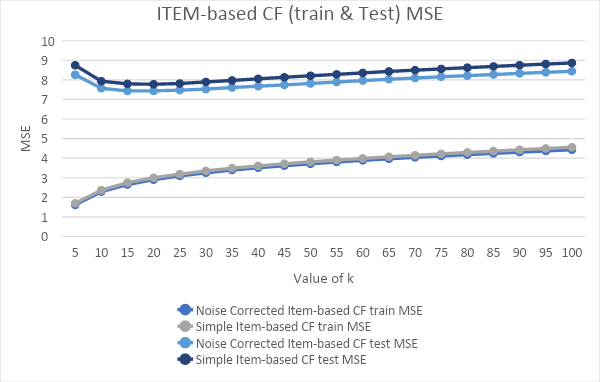 ITEM-based CF (train & Test) MSE
10
9
8
7
6
5
4
3
2
1
0
MSE
5 10 15 20 25 30 35 40 45 50 55 60 65 70 75 80 85 90 95 100
Value of k
Noise Corrected Item-based CF train MSE
Simple Item-based CF train MSE
Noise Corrected Item-based CF test MSE
Simple Item-based CF test MSE